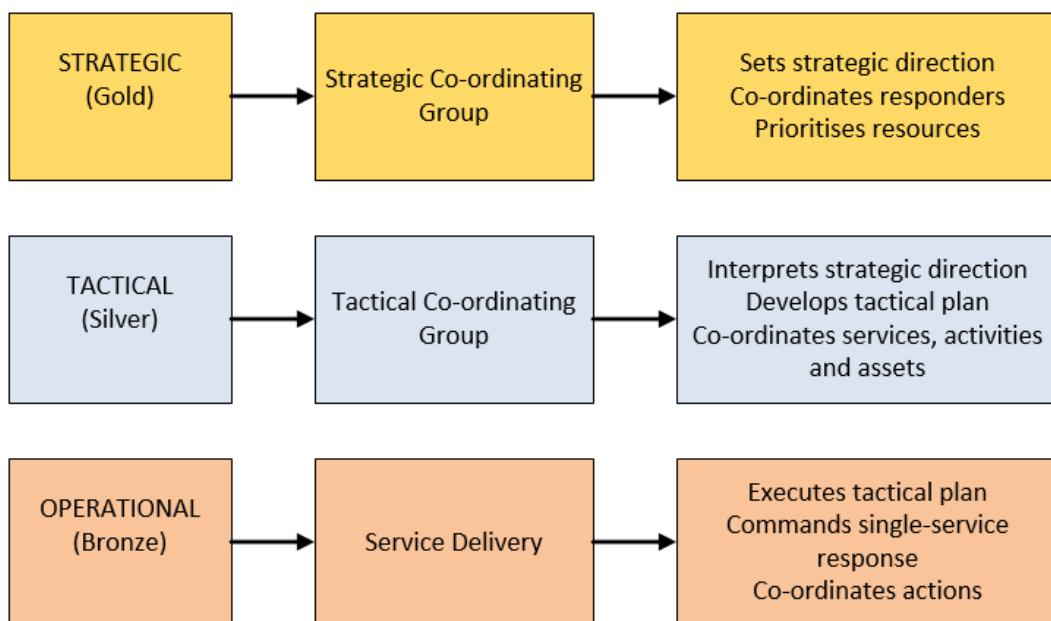 STRATEGIC
(Gold)
Strategic Co-ordinating
Group
Sets strategic direction
Co-ordinates responders
Prioritises resources
TACTICAL
(Silver)
Tactical Co-ordinating
Group
Interprets strategic direction
Develops tactical plan
Co-ordinates services, activities
and assets
OPERATIONAL
(Bronze)
Service Delivery
Executes tactical plan
Commands single-service
response
Co-ordinates actions